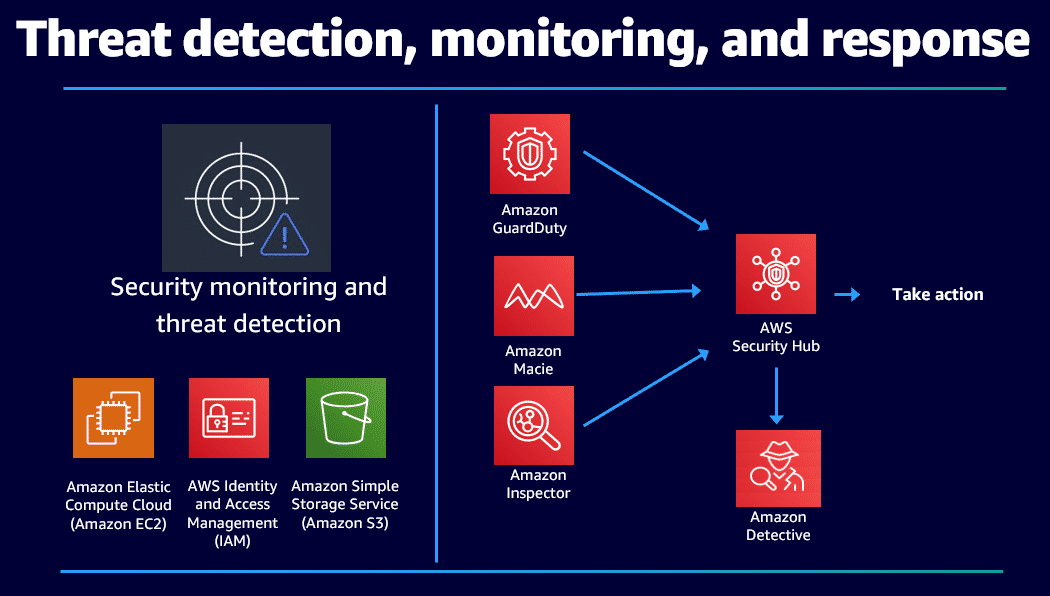 Threat detection, monitoring, and response
Security monitoring and
threat detection
Amazon Elastic
Compute Cloud
(Amazon EC2)
AWS Identity
and Access
Management
(IAM)
Amazon Simple
Storage Service
(Amazon S3)
Amazon
GuardDuty
Amazon
Macie
Amazon
Inspector
AWS
Security Hub
Take action
Amazon
Detective